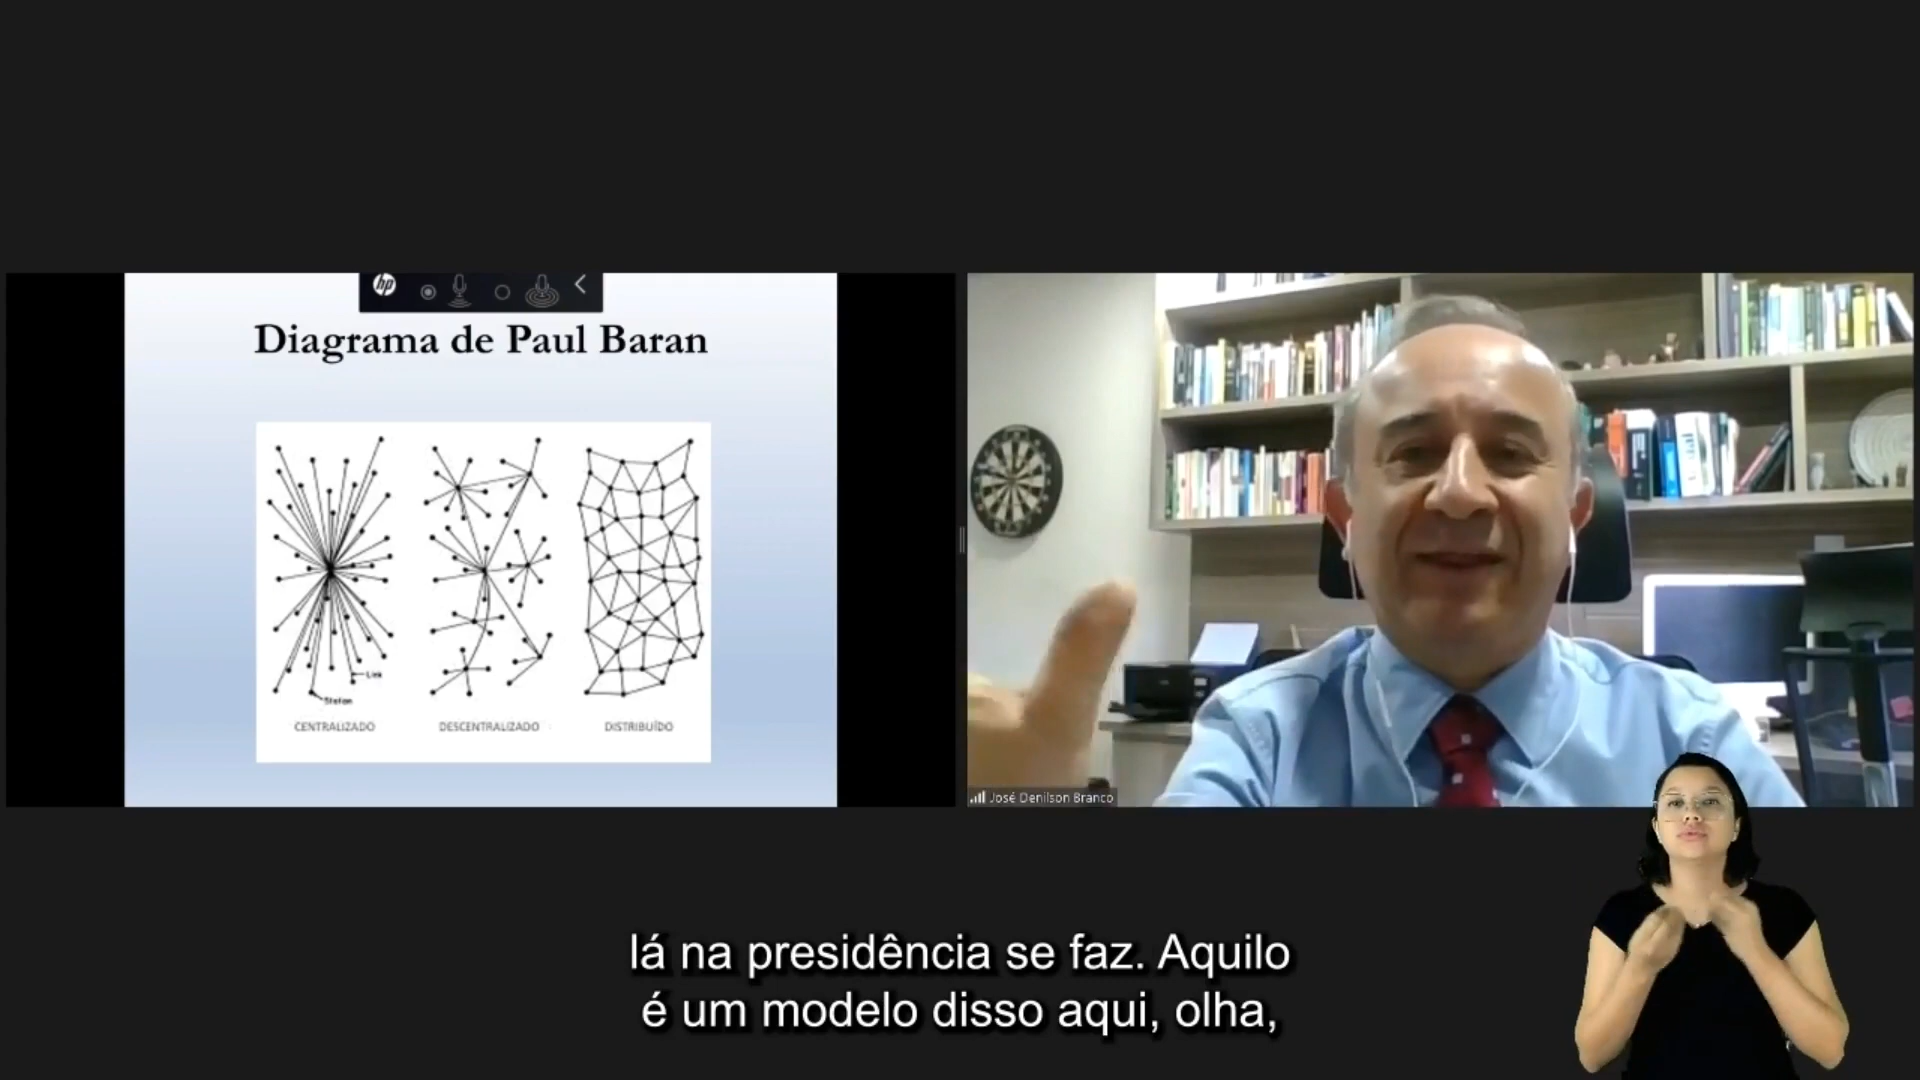 hp
Diagrama de Paul Baran
Link
Station
CENTRALIZADO DESCENTRALIZADO DISTRIBUÍDO
José Denilson Branco
lá na presidência se faz. Aquilo
é um modelo disso aqui, olha,